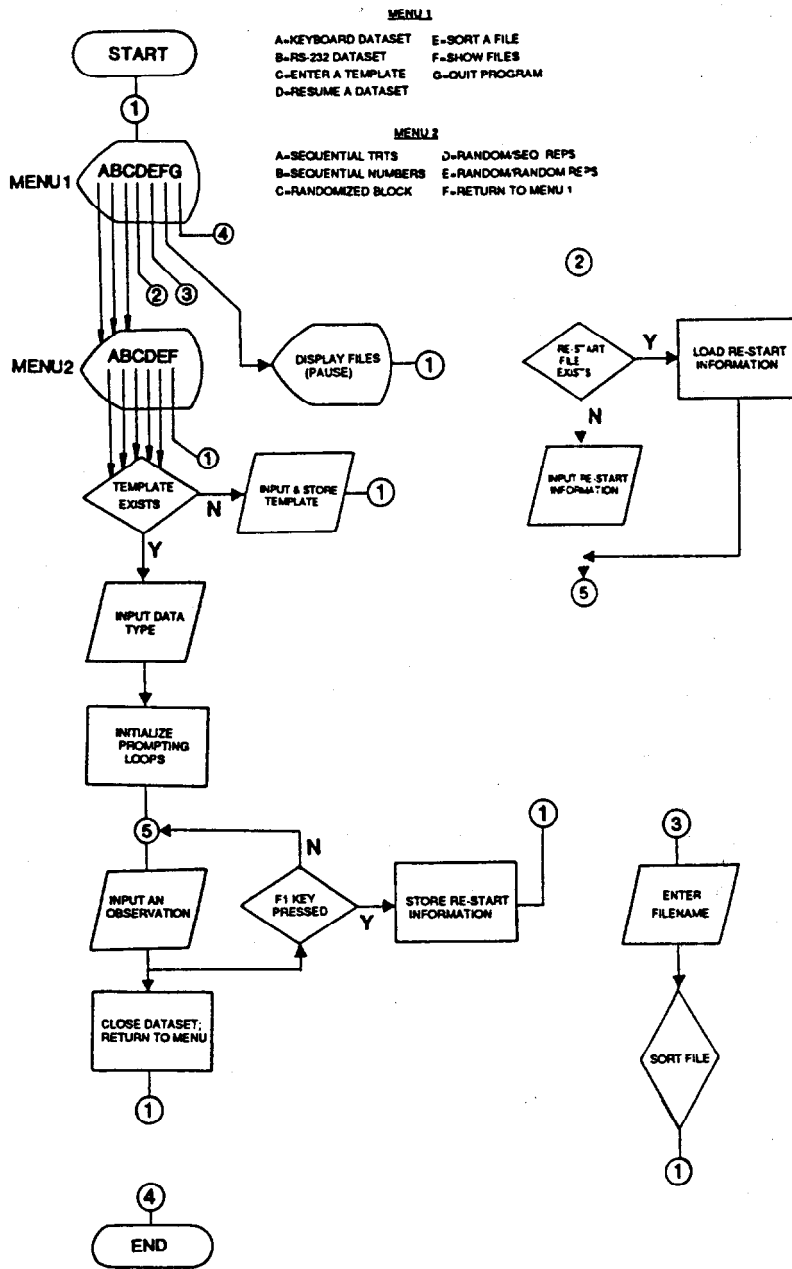 MENU 1
A=KEYBOARD DATASET E=SORT A FILE
B=RS-232 DATASET F=SHOW FILES
C=ENTER A TEMPLATE G=QUIT PROGRAM
D=RESUME A DATASET
MENU 2
A=SEQUENTIAL TRTS D=RANDOM/SEQ REPS
B=SEQUENTIAL NUMBERS E=RANDOM/RANDOM REPS
C=RANDOMIZED BLOCK F=RETURN TO MENU 1
START
1
MENU1
ABCDEFG
4
2
3
MENU2
ABCDEF
1
DISPLAY FILES
(PAUSE)
1
TEMPLATE
EXISTS
N
INPUT & STORE
TEMPLATE
1
Y
INPUT DATA
TYPE
INITIALIZE
PROMPTING
LOOPS
5
INPUT AN
OBSERVATION
N
F1 KEY
PRESSED
Y
STORE RE-START
INFORMATION
1
CLOSE DATASET;
RETURN TO MENU
1
4
END
2
RE-START
FILE
EXISTS
Y
LOAD RE-START
INFORMATION
N
INPUT RE-START
INFORMATION
5
3
ENTER
FILENAME
SORT FILE
1